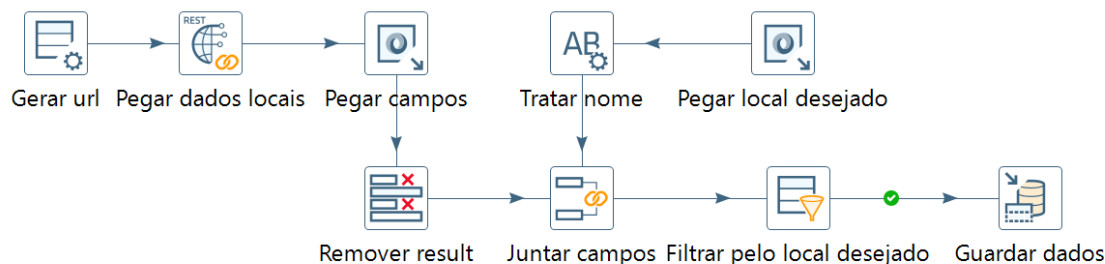 REST
AB
Gerar url
Pegar dados locais
Pegar campos
Tratar nome
Pegar local desejado
Remover result
Juntar campos
Filtrar pelo local desejado
Guardar dados